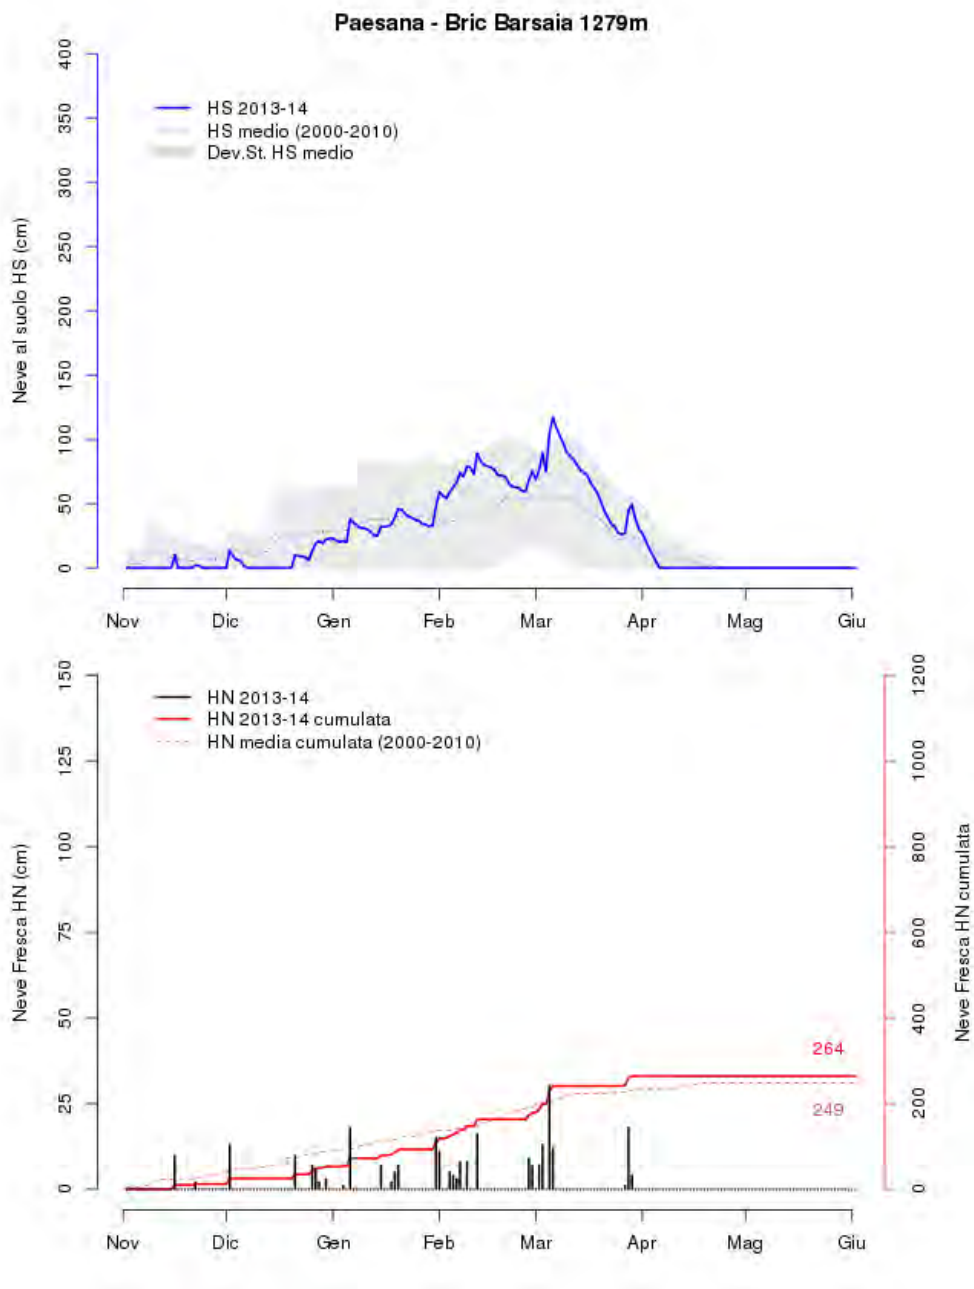 Paesana - Bric Barsaia 1279m
Neve al suolo HS (cm)
400
350
300
250
200
150
100
50
0
HS 2013-14
HS medio (2000-2010)
Dev.St. HS medio
Nov Dic Gen Feb Mar Apr Mag Giu
Neve Fresca HN (cm)
150
125
100
75
50
25
0
HN 2013-14
HN 2013-14 cumulata
HN media cumulata (2000-2010)
264
249
1200
1000
800
600
400
200
0
Neve Fresca HN cumulata
Nov Dic Gen Feb Mar Apr Mag Giu